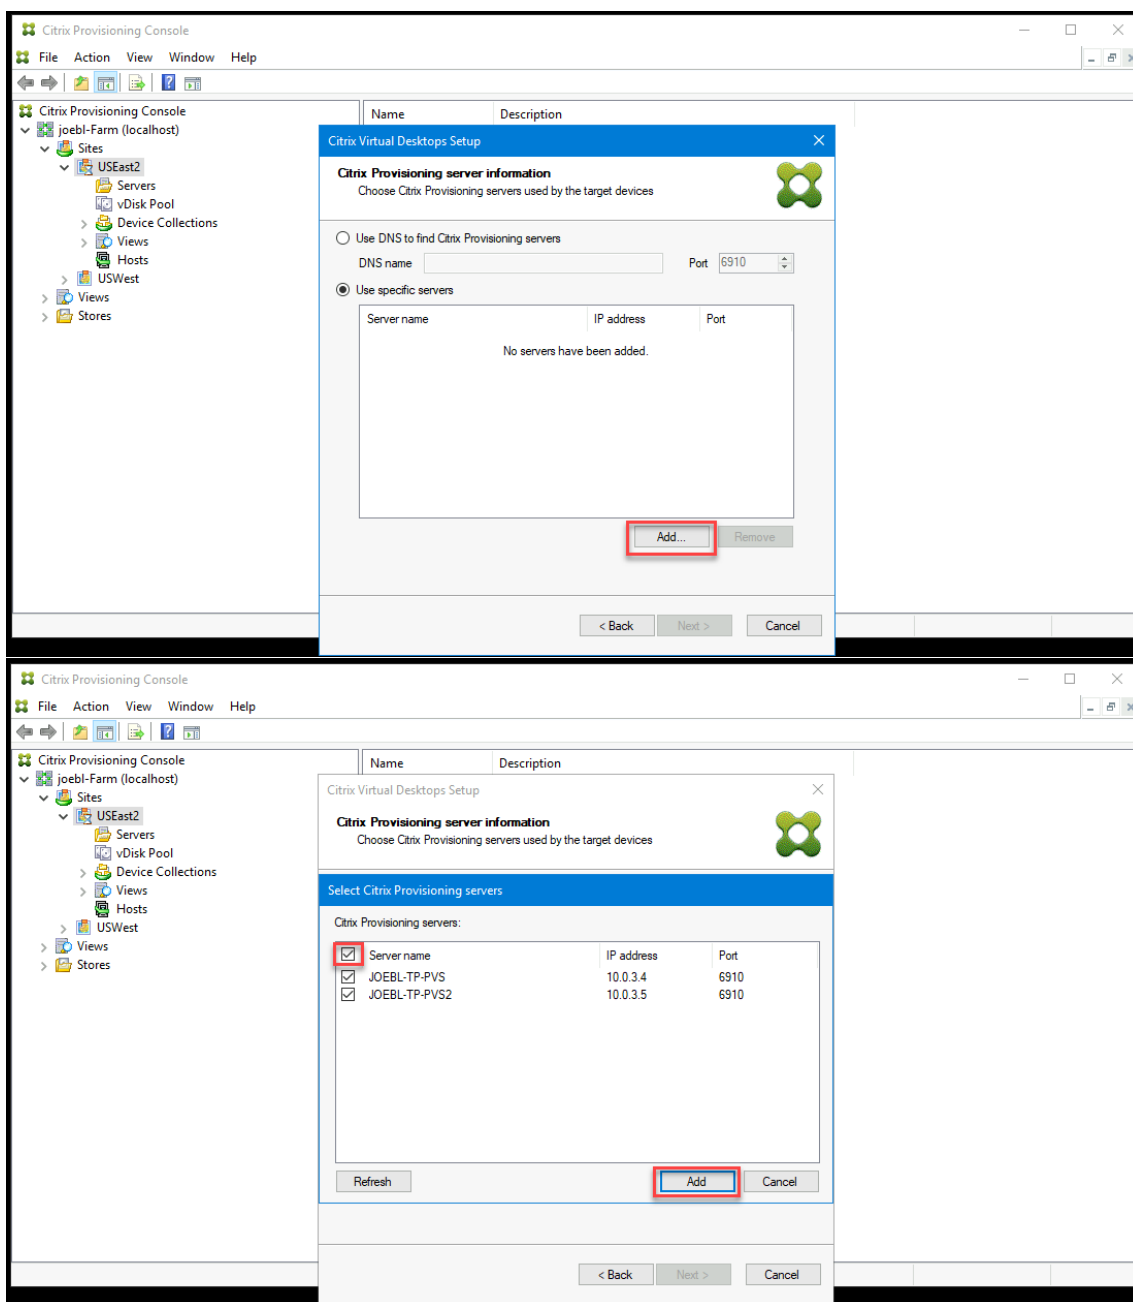 Citrix Provisioning Console
File Action View Window Help
Citrix Provisioning Console
joebl-Farm (localhost)
Sites
USEast2
Servers
vDisk Pool
Device Collections
Views
Hosts
USWest
Views
Stores
Name Description
Citrix Virtual Desktops Setup
Citrix Provisioning server information
Choose Citrix Provisioning servers used by the target devices
Use DNS to find Citrix Provisioning servers
DNS name Port 6910
Use specific servers
Server name IP address Port
No servers have been added.
Add... Remove
< Back Next > Cancel
Citrix Provisioning Console
File Action View Window Help
Citrix Provisioning Console
joebl-Farm (localhost)
Sites
USEast2
Servers
vDisk Pool
Device Collections
Views
Hosts
USWest
Views
Stores
Name Description
Citrix Virtual Desktops Setup
Citrix Provisioning server information
Choose Citrix Provisioning servers used by the target devices
Select Citrix Provisioning servers
Citrix Provisioning servers:
Server name IP address Port
JOEBL-TP-PVS 10.0.3.4 6910
JOEBL-TP-PVS2 10.0.3.5 6910
Refresh Add Cancel
< Back Next > Cancel